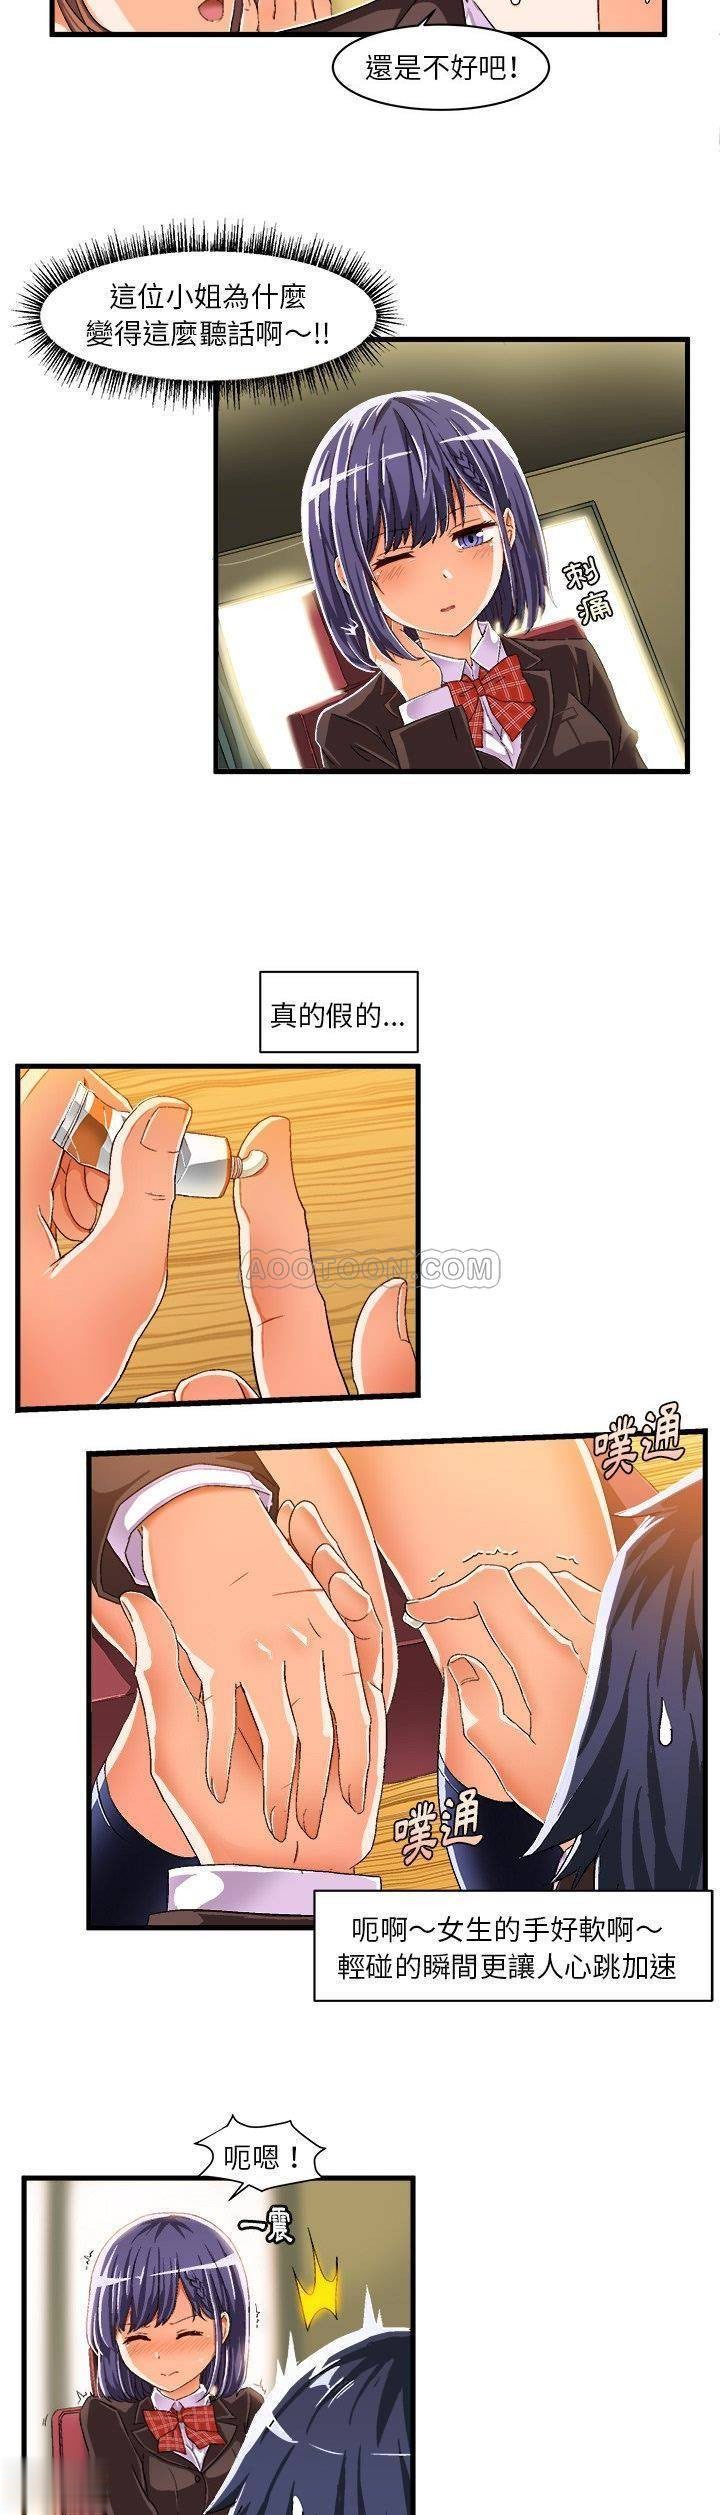 還是不好吧!
這位小姐為什麼
變得這麼聽話啊～!!
刺
痛
真的假的...
AOOTOON.COM
噗通
噗通
呃啊～女生的手好軟啊～
輕碰的瞬間更讓人心跳加速
呃嗯！
一震